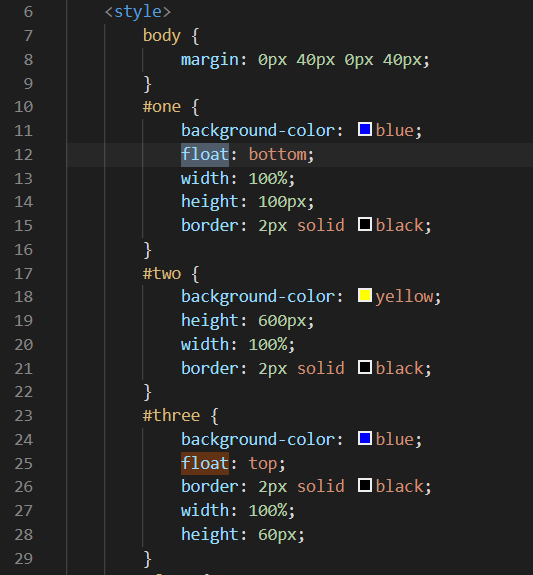 6 <style>
7 body {
8 margin: 0px 40px 0px 40px;
9 }
10 #one {
11 background-color: blue;
12 float: bottom;
13 width: 100%;
14 height: 100px;
15 border: 2px solid black;
16 }
17 #two {
18 background-color: yellow;
19 height: 600px;
20 width: 100%;
21 border: 2px solid black;
22 }
23 #three {
24 background-color: blue;
25 float: top;
26 border: 2px solid black;
27 width: 100%;
28 height: 60px;
29 }